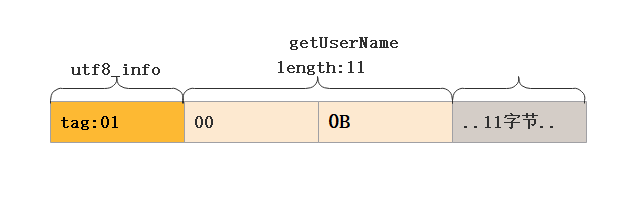 getUserName
utf8_info
length:11
tag:01
00
0B
..11字节..